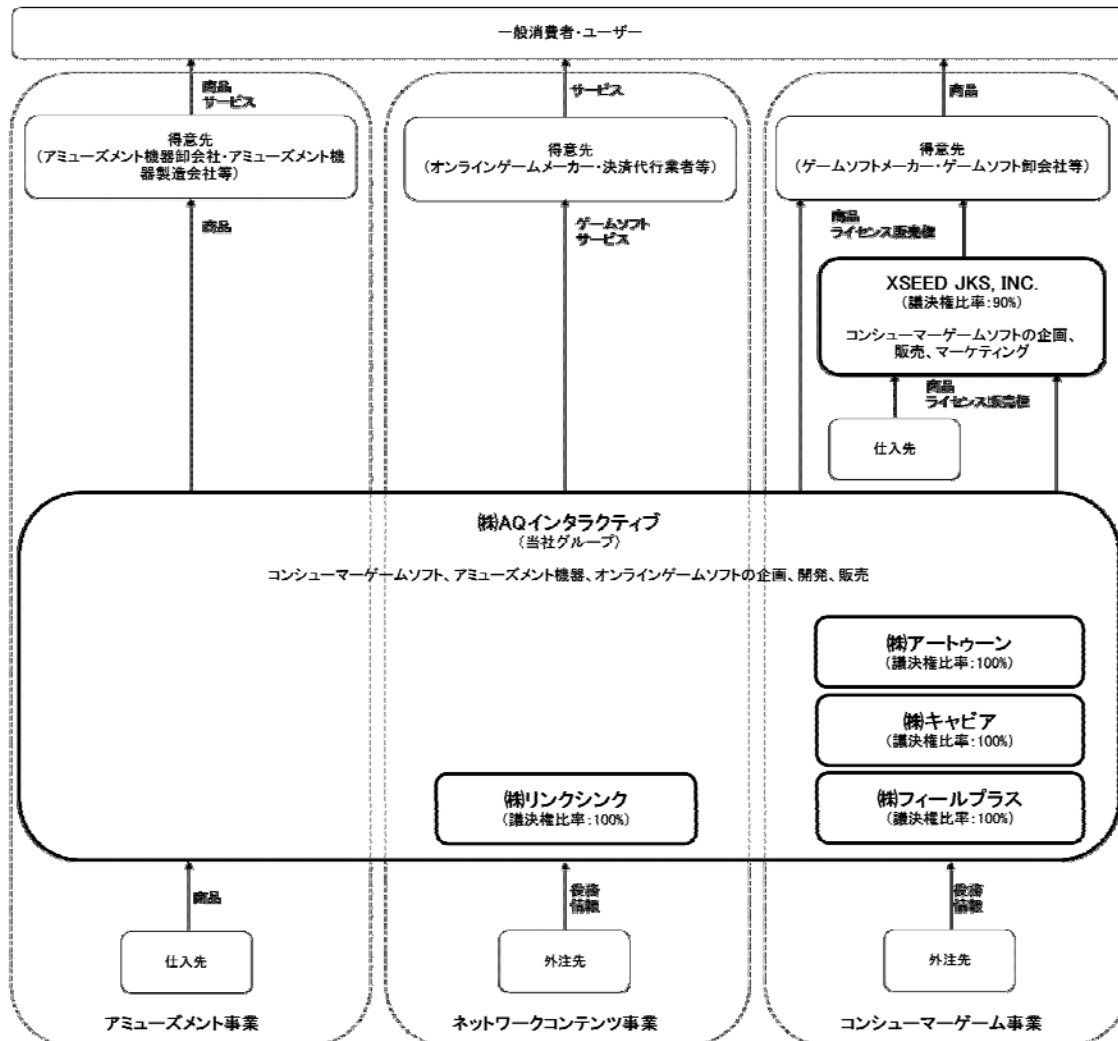 一般消費者・ユーザー
商品
サービス
サービス
商品
得意先
（アミューズメント機器卸会社・アミューズメント機
器製造会社等）
得意先
（オンラインゲームメーカー・決済代行業者等）
得意先
（ゲームソフトメーカー・ゲームソフト卸会社等）
商品
ゲームソフト
サービス
商品
ライセンス販売権
XSEED JKS, INC.
（議決権比率：90%）
コンシューマーゲームソフトの企画、
販売、マーケティング
商品
ライセンス販売権
仕入先
㈱AQインタラクティブ
（当社グループ）
コンシューマーゲームソフト、アミューズメント機器、オンラインゲームソフトの企画、開発、販売
㈱アートゥーン
（議決権比率：100%）
㈱キャビア
（議決権比率：100%）
㈱リンクシンク
（議決権比率：100%）
㈱フィールプラス
（議決権比率：100%）
商品
役務
情報
役務
情報
仕入先
外注先
外注先
アミューズメント事業
ネットワークコンテンツ事業
コンシューマーゲーム事業